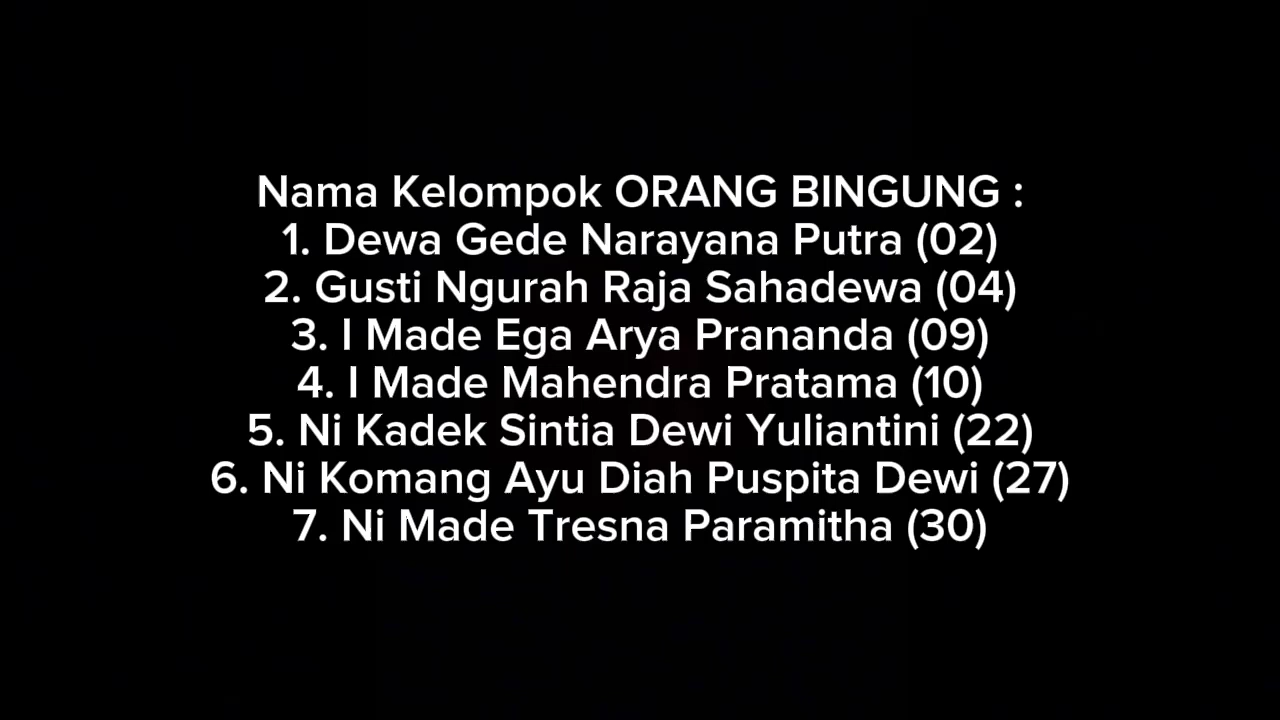 Nama Kelompok ORANG BINGUNG :
1. Dewa Gede Narayana Putra (02)
2. Gusti Ngurah Raja Sahadewa (04)
3. I Made Ega Arya Prananda (09)
4. I Made Mahendra Pratama (10)
5. Ni Kadek Sintia Dewi Yuliantini (22)
6. Ni Komang Ayu Diah Puspita Dewi (27)
7. Ni Made Tresna Paramitha (30)